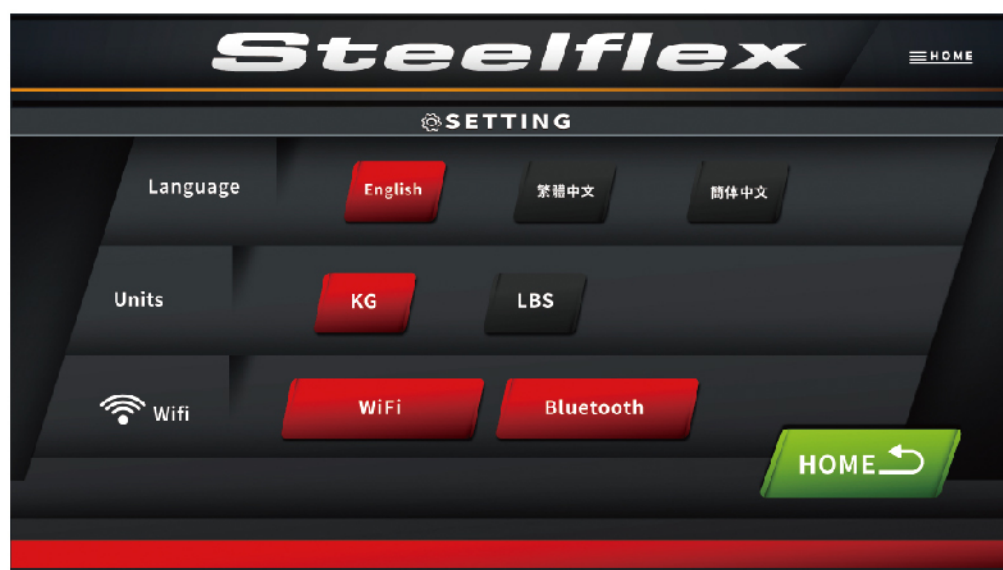 Steelflex
HOME
SETTING
Language English 繁體中文 簡体中文
Units KG LBS
Wifi WiFi Bluetooth
HOME